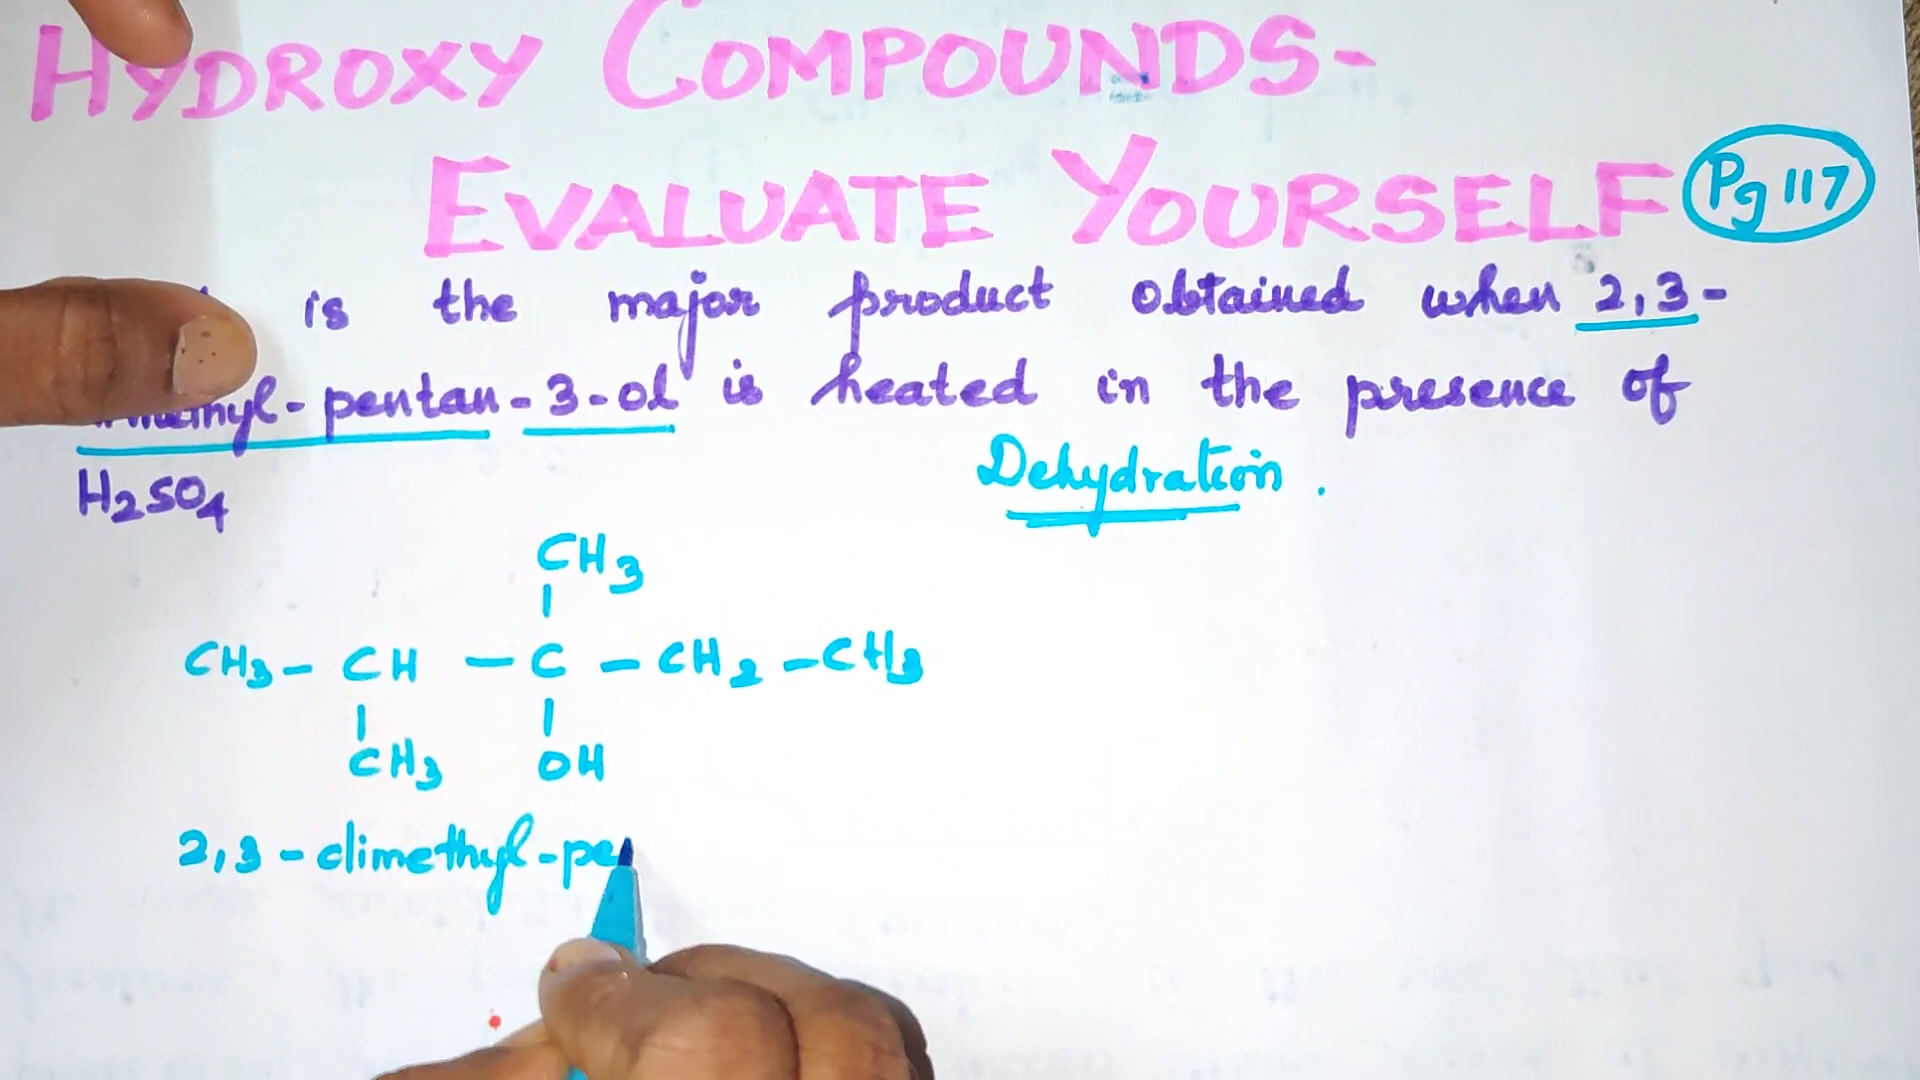 HYDROXY COMPOUNDS-
EVALUATE YOURSELF Pg 117
is the major product obtained when 2,3-
-pentan-3-ol is heated in the presence of
H2SO4
Dehydration.
CH3
CH3 - CH - C - CH2 - CH3
CH3 OH
2,3-dimethyl-pe